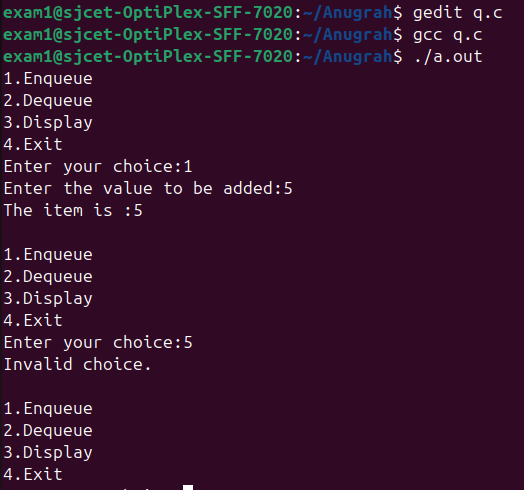 exam1@sjcet-OptiPlex-SFF-7020:~/Anugrah$ gedit q.c
exam1@sjcet-OptiPlex-SFF-7020:~/Anugrah$ gcc q.c
exam1@sjcet-OptiPlex-SFF-7020:~/Anugrah$ ./a.out
1.Enqueue
2.Dequeue
3.Display
4.Exit
Enter your choice:1
Enter the value to be added:5
The item is :5
1.Enqueue
2.Dequeue
3.Display
4.Exit
Enter your choice:5
Invalid choice.
1.Enqueue
2.Dequeue
3.Display
4.Exit